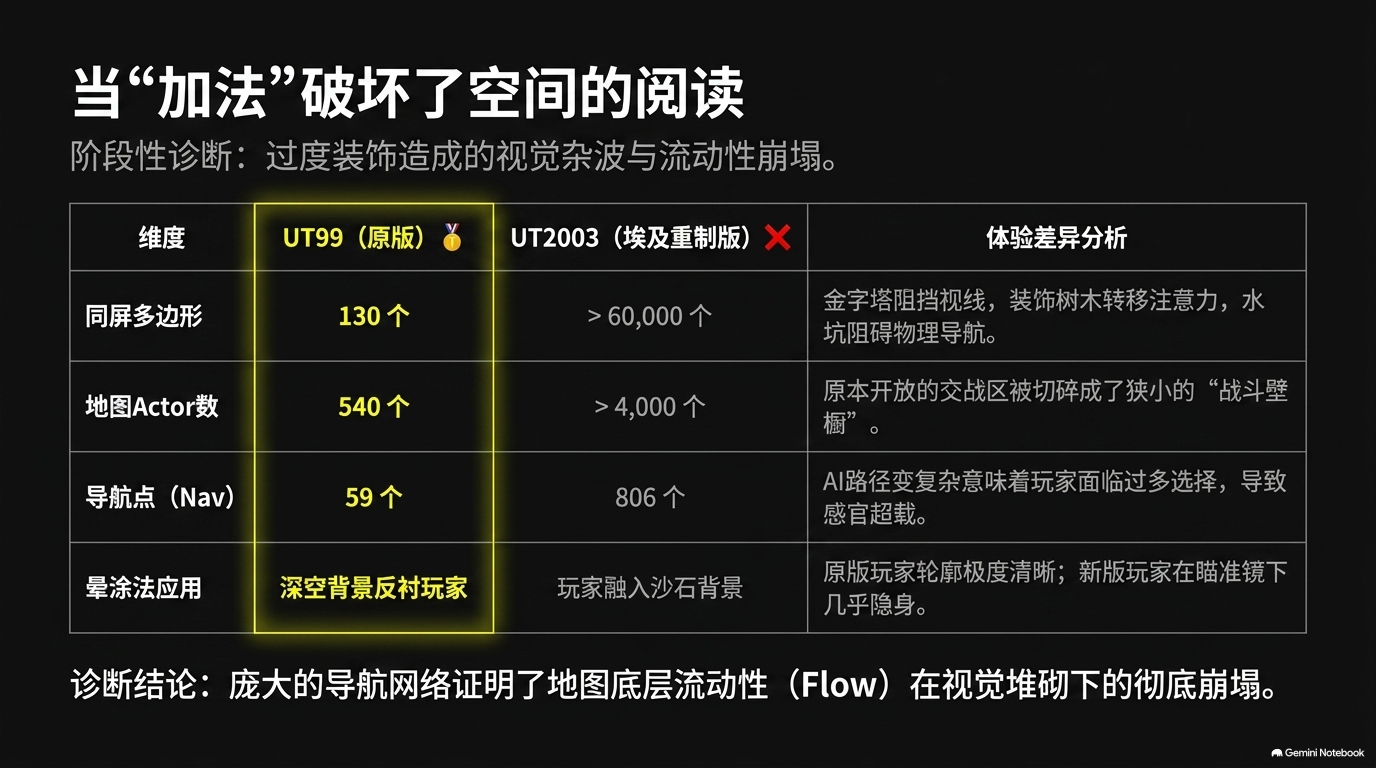 当“加法”破坏了空间的阅读
阶段性诊断：过度装饰造成的视觉杂波与流动性崩塌。
维度
UT99（原版）
UT2003（埃及重制版）
体验差异分析
同屏多边形
130 个
> 60,000 个
金字塔阻挡视线，装饰树木转移注意力，水
坑阻碍物理导航。
地图Actor数
540 个
> 4,000 个
原本开放的交战区被切碎成了狭小的“战斗壁
橱”。
导航点（Nav）
59 个
806 个
AI路径变复杂意味着玩家面临过多选择，导致
感官超载。
晕涂法应用
深空背景反衬玩家
玩家融入沙石背景
原版玩家轮廓极度清晰；新版玩家在瞄准镜下
几乎隐身。
诊断结论：庞大的导航网络证明了地图底层流动性（Flow）在视觉堆砌下的彻底崩塌。
Gemini Notebook